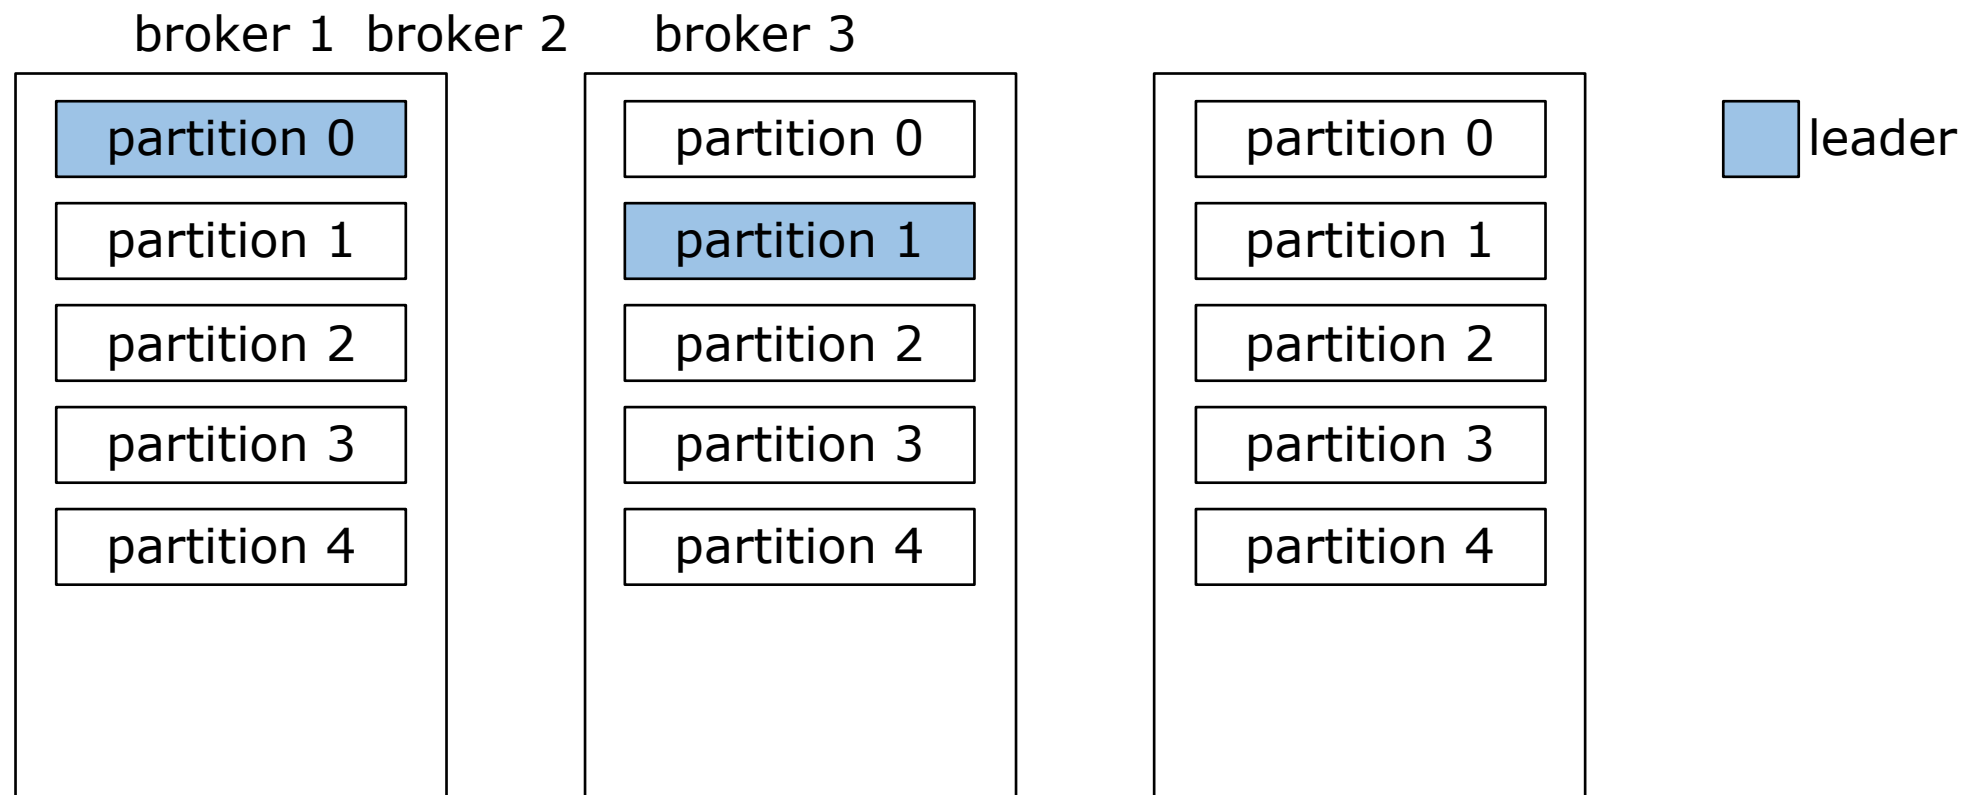 broker 1 broker 2 broker 3
partition 0 partition 0 partition 0 leader
partition 1 partition 1 partition 1
partition 2 partition 2 partition 2
partition 3 partition 3 partition 3
partition 4 partition 4 partition 4